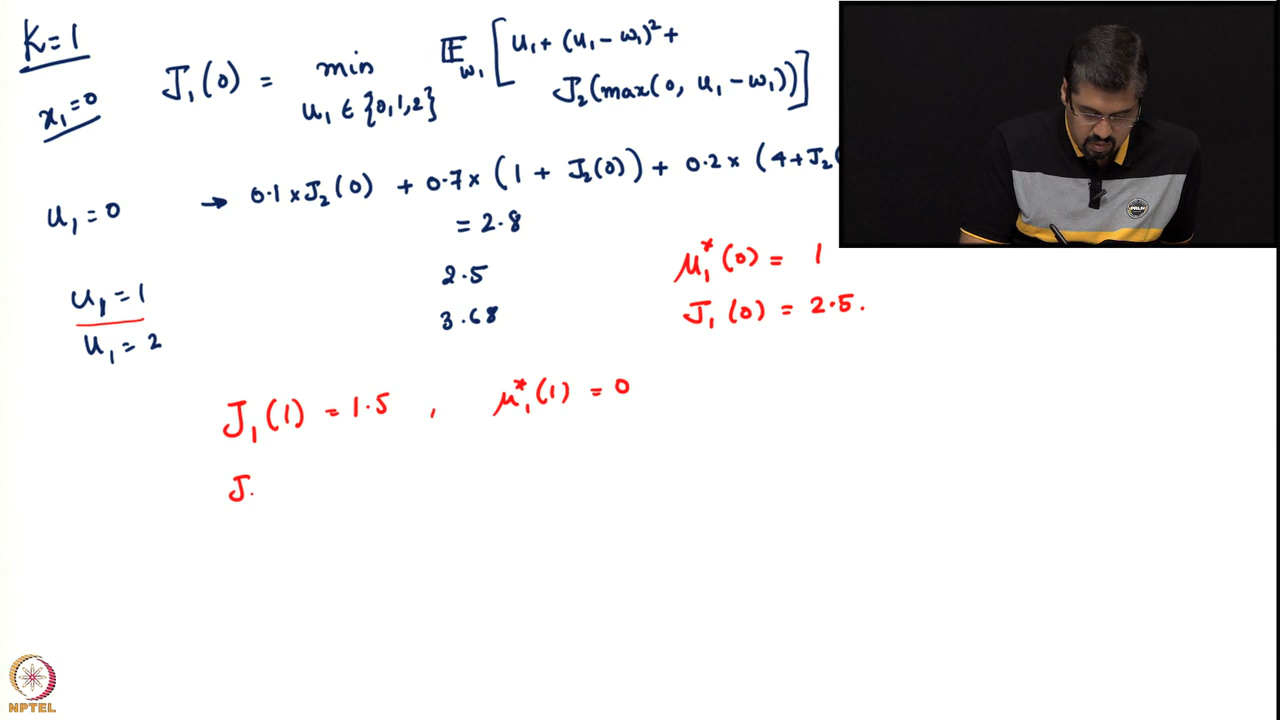 K=1
x₁=0
J₁(0) = min E_w₁ [ u₁ + (u₁ - w₁)² +
u₁ ∈ {0,1,2} J₂(max(0, u₁ - w₁)) ]
u₁ = 0 → 0.1 × J₂(0) + 0.7 × (1 + J₂(0)) + 0.2 × (4 + J₂(
= 2.8
u₁ = 1 2.5
u₁ = 2 3.68
μ₁*(0) = 1
J₁(0) = 2.5.
J₁(1) = 1.5 , μ₁*(1) = 0
J.
NPTEL